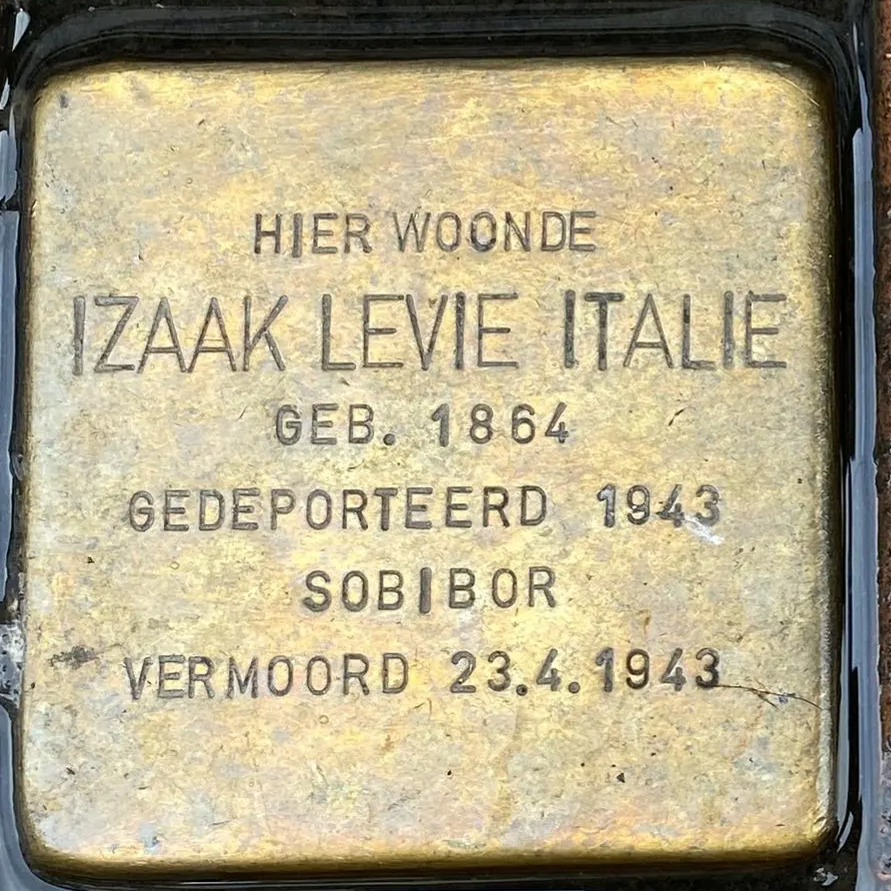 HIER WOONDE
IZAAK LEVIE ITALIE
GEB. 1864
GEDEPORTEERD 1943
SOBIBOR
VERMOORD 23.4.1943